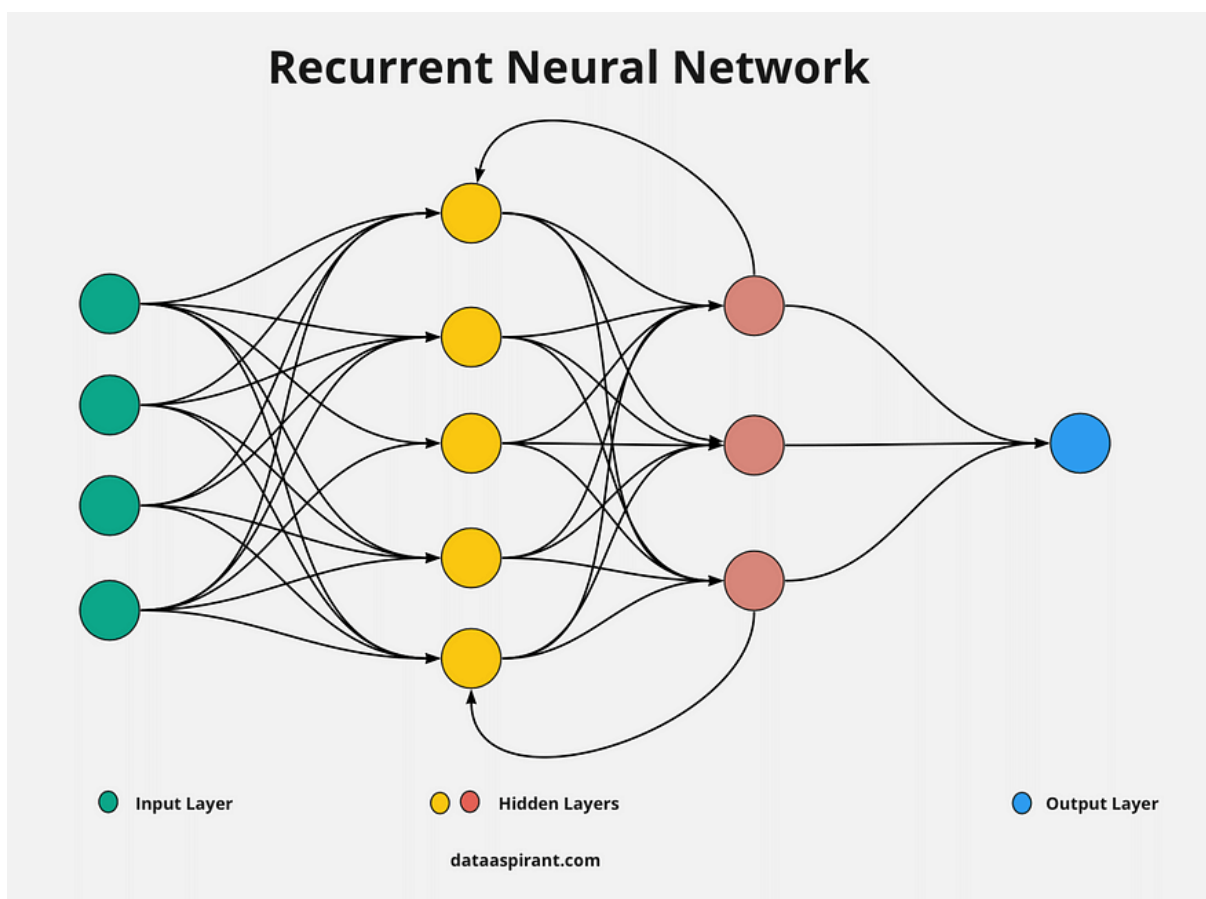 Recurrent Neural Network
Input Layer
Hidden Layers
Output Layer
dataaspirant.com